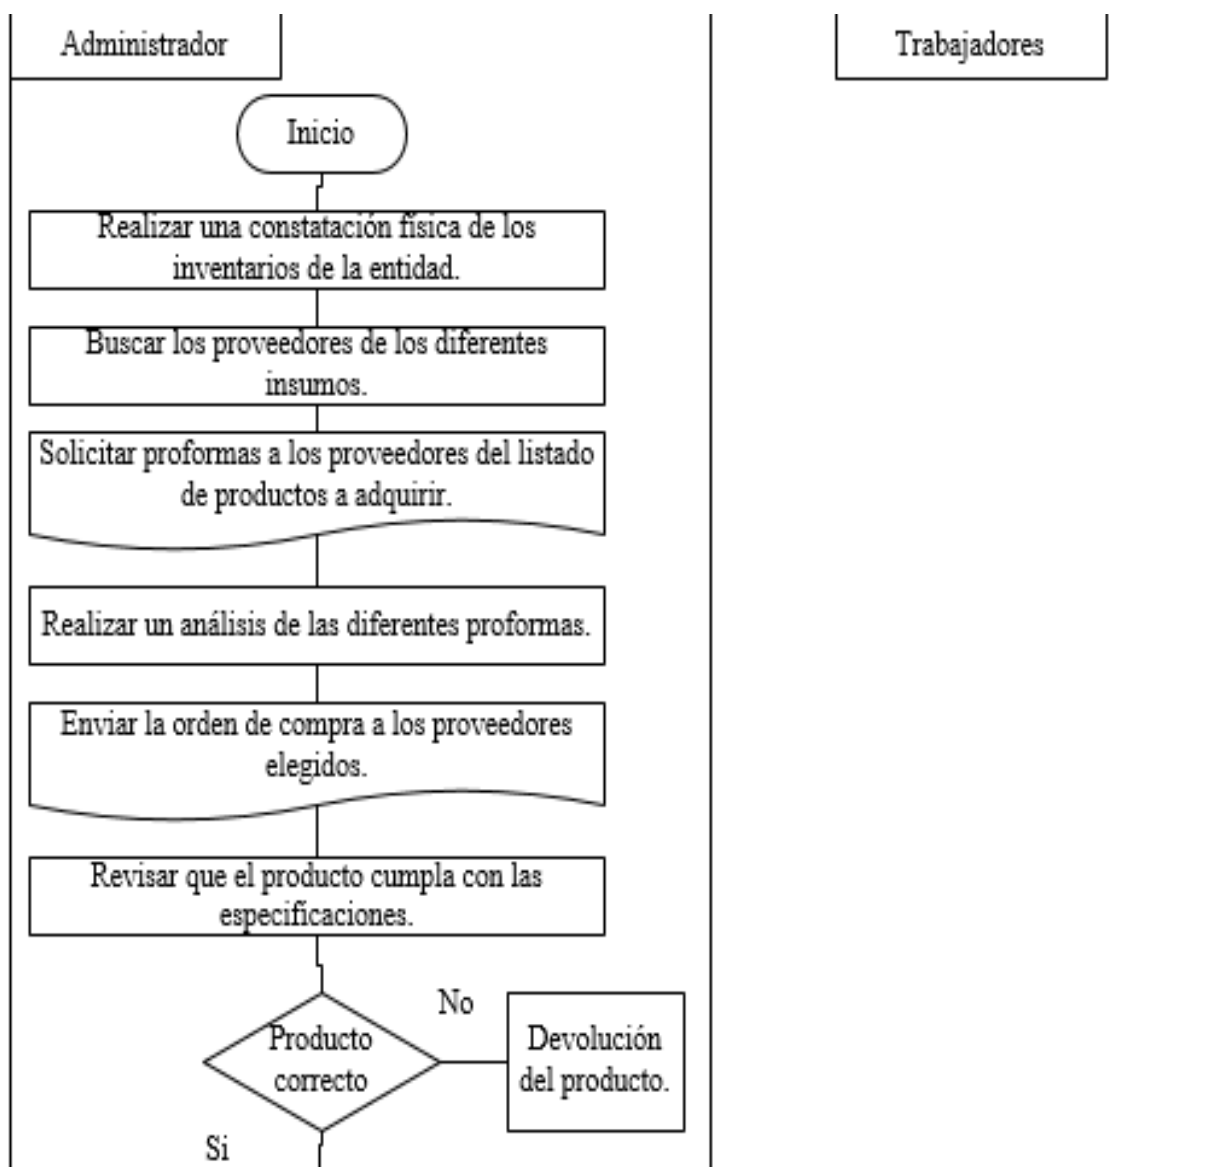 Administrador
Trabajadores
Inicio
Realizar una constatación física de los
inventarios de la entidad.
Buscar los proveedores de los diferentes
insumos.
Solicitar proformas a los proveedores del listado
de productos a adquirir.
Realizar un análisis de las diferentes proformas.
Enviar la orden de compra a los proveedores
elegidos.
Revisar que el producto cumpla con las
especificaciones.
Producto
correcto
No
Devolución
del producto.
Si